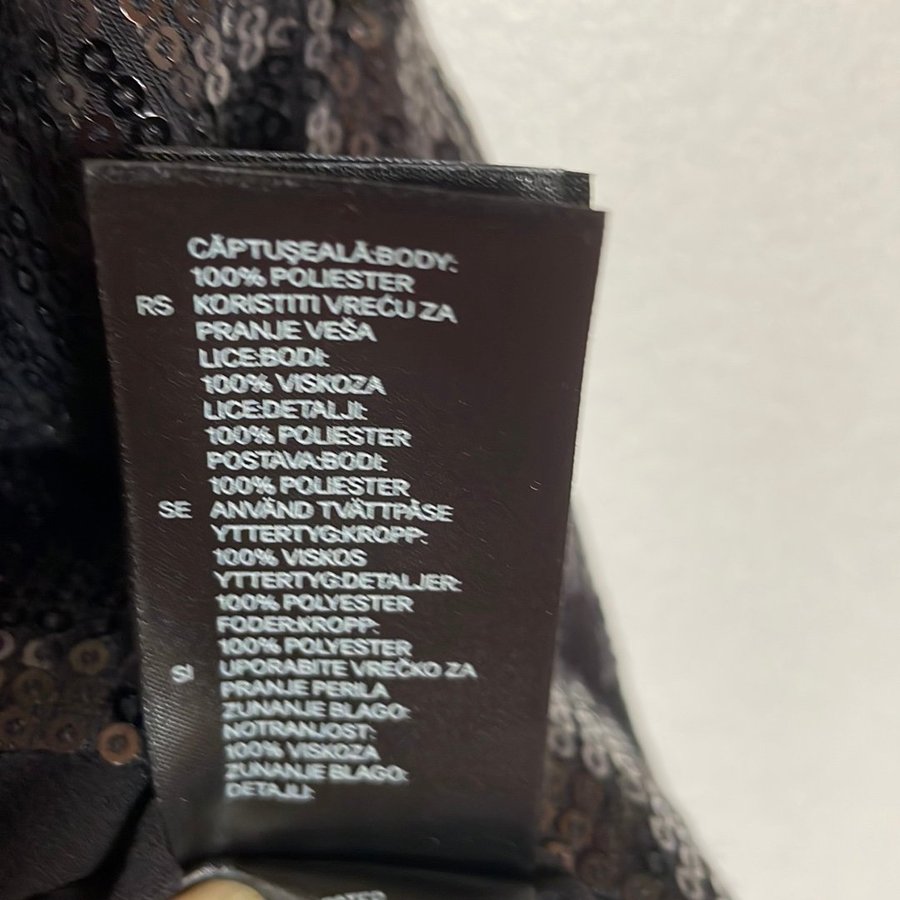 CĂPTUŞEALĂ:BODY:
100% POLIESTER
RS KORISTITI VREĆU ZA
PRANJE VEŠA
LICE:BODI:
100% VISKOZA
LICE:DETALJI:
100% POLIESTER
POSTAVA:BODI:
100% POLIESTER
SE ANVÄND TVÄTTPÅSE
YTTERTYG:KROPP:
100% VISKOS
YTTERTYG:DETALJER:
100% POLYESTER
FODER:KROPP:
100% POLYESTER
SI UPORABITE VREČKO ZA
PRANJE PERILA
ZUNANJE BLAGO:
NOTRANJOST:
100% VISKOZA
ZUNANJE BLAGO:
DETAJLI: